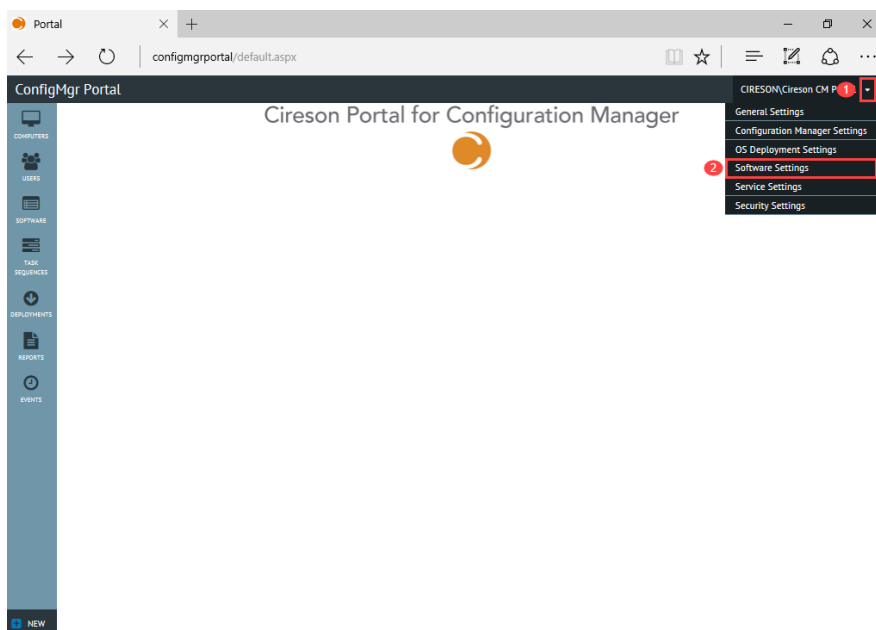 Portal
configmgrportal/default.aspx
ConfigMgr Portal
CIRESON\Cireson CM P
1
General Settings
Configuration Manager Settings
OS Deployment Settings
2
Software Settings
Service Settings
Security Settings
Cireson Portal for Configuration Manager
COMPUTERS
USERS
SOFTWARE
TASK
SEQUENCES
DEPLOYMENTS
REPORTS
EVENTS
NEW